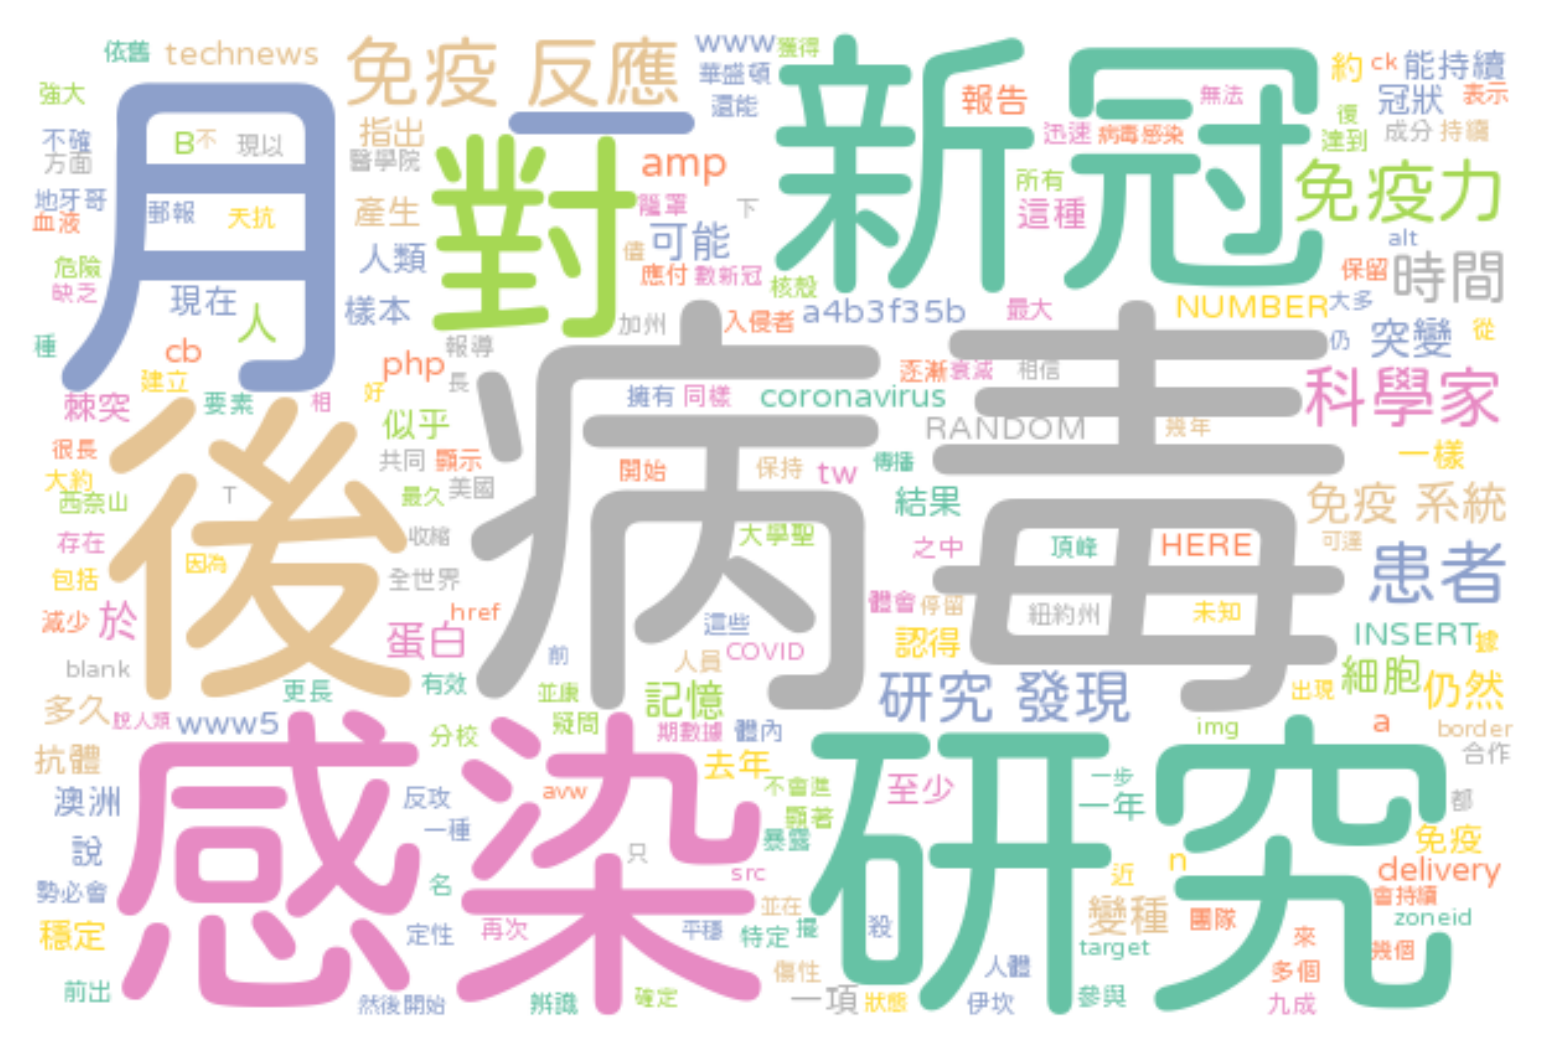 依舊 technews 免疫 反應 www 獲得 新冠 約 ck 能持續
強大 月 華盛頓 還能 報告 無法 冠狀 表示
不確 B 不 現以 指出 一 對 amp 迅速 病毒感染 復 達到 成分 持續
方面 醫學院 所有 免疫力
地牙哥 郵報 天抗 產生 籠罩 下 這種
血液 人類 值 可能 alt
危險 應付 數新冠 核殼 保留 時間
缺乏 現在 人 樣本 加州 入侵者 a4b3f35b 最大 NUMBER 大多
種 cb 報導 病毒 仍 突變 從
建立 php 長 逐漸 衰減 相信
棘突 要素 相 好 擁有 同樣 coronavirus 科學家
後 似乎 RANDOM 幾年
很長 共同 顯示 開始 保持 tw 傳播 一樣
大約 T 最久 美國
西奈山 結果 免疫 系統
存在 收縮 大學聖 之中 頂峰 HERE 可達
包括 因為 全世界 患者
減少 於 href 體會 停留 紐約州 未知
蛋白 這些 認得 INSERT 據
blank 前 人員 COVID
更長 有效 並康 記憶 研究 發現 出現 細胞 仍然
多久 脫人類 www5 分校 疑問 期數據 體內 img a border
抗體 感染 去年 研究 合作
澳洲 反攻 avw 不會進 至少 一步 都
一種 顯著 一年
說 只 暴露 免疫
勢必會 名 src 近 n delivery
並在 會持續
穩定 定性 再次 平穩 特定 擺 殺 變種 團隊 zoneid
target 來 幾個
前出 傷性 人體 多個
然後開始 辨識 確定 一項 狀態 伊坎 參與 九成